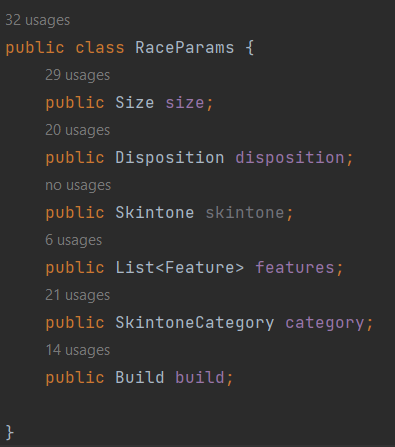 32 usages
public class RaceParams {
29 usages
public Size size;
20 usages
public Disposition disposition;
no usages
public Skintone skintone;
6 usages
public List<Feature> features;
21 usages
public SkintoneCategory category;
14 usages
public Build build;
}